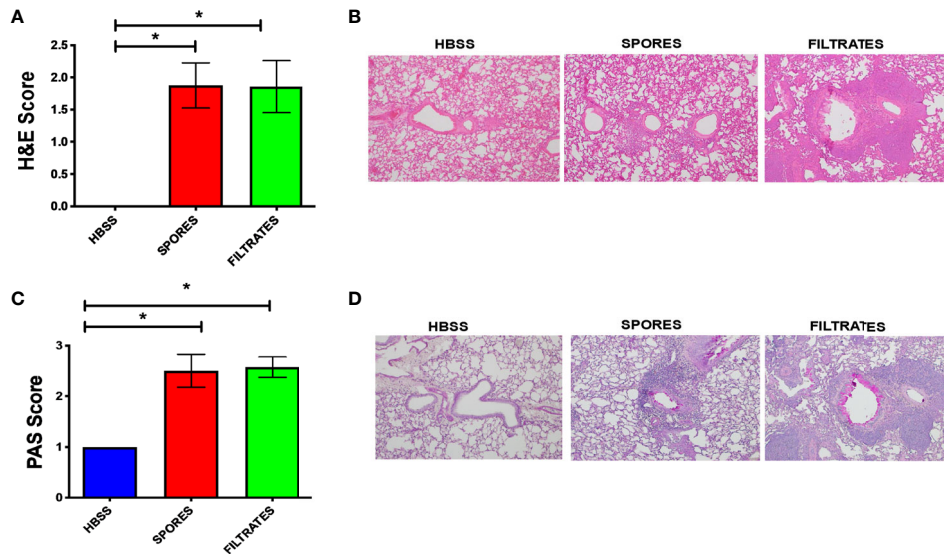 A
*
*
2.5
2.0
1.5
1.0
0.5
0.0
H&E Score
HBSS
SPORES
FILTRATES
B
HBSS
SPORES
FILTRATES
C
*
*
3
2
1
0
PAS Score
HBSS
SPORES
FILTRATES
D
HBSS
SPORES
FILTRATES